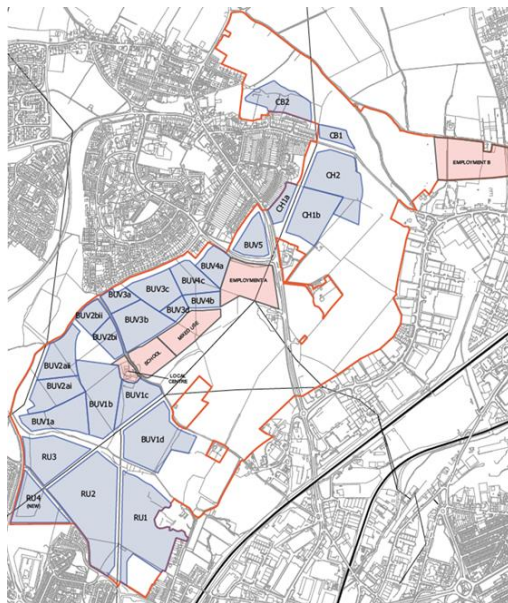 CB2
CB1
EMPLOYMENT B
CH2
CH1a
CH1b
BUV5
BUV4a
BUV3c
BUV4c
EMPLOYMENT A
BUV3a
BUV4b
BUV2bii
BUV3d
BUV3b
MIXED USE
BUV2bi
SCHOOL
BUV2aii
LOCAL
CENTRE
BUV2ai
BUV1c
BUV1b
BUV1a
BUV1d
RU3
RU2
RU4
(NEW)
RU1